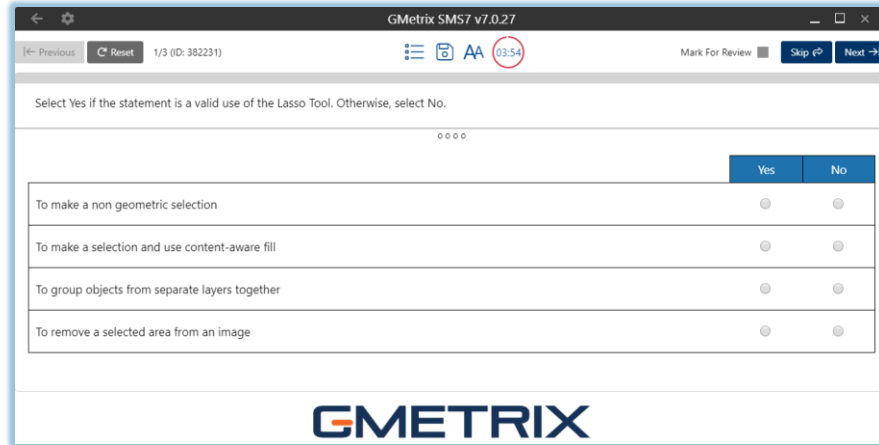 GMetrix SMS7 v7.0.27
Previous Reset 1/3 (ID: 382231) AA 03:54 Mark For Review Skip Next
Select Yes if the statement is a valid use of the Lasso Tool. Otherwise, select No.
Yes No
To make a non geometric selection
To make a selection and use content-aware fill
To group objects from separate layers together
To remove a selected area from an image
GMETRIX